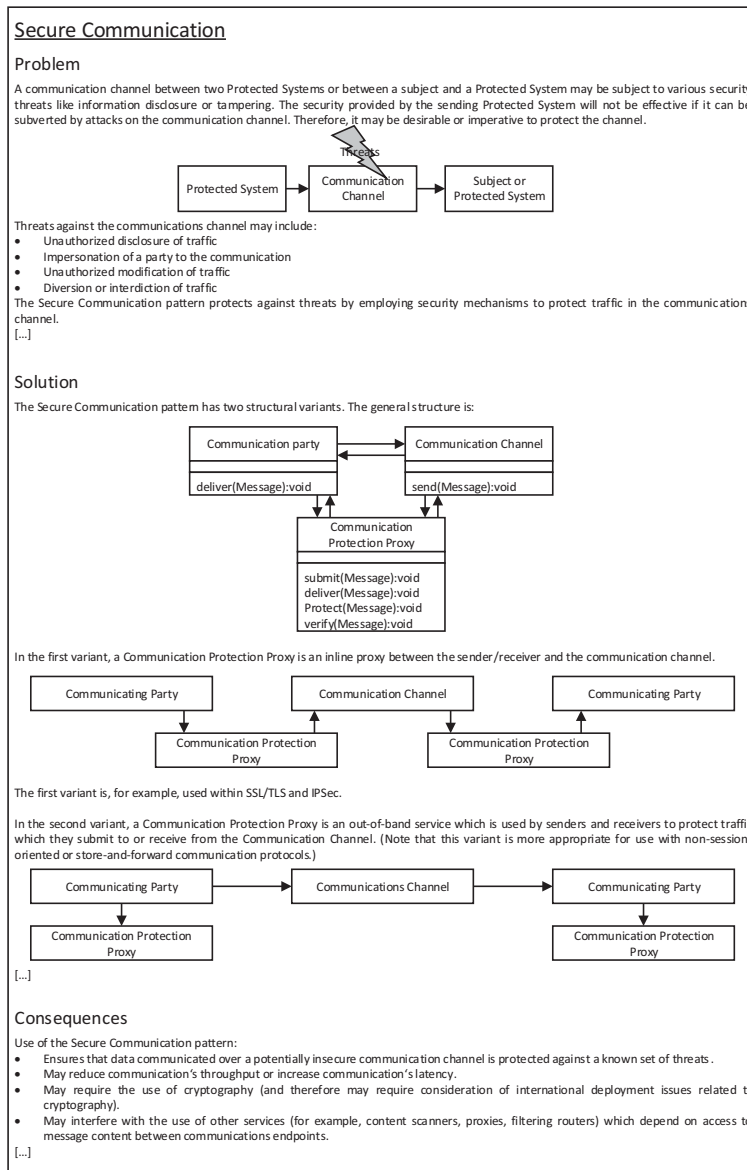 Secure Communication
Problem
A communication channel between two Protected Systems or between a subject and a Protected System may be subject to various security
threats like information disclosure or tampering. The security provided by the sending Protected System will not be effective if it can be
subverted by attacks on the communication channel. Therefore, it may be desirable or imperative to protect the channel.
Threats
Protected System
Communication
Channel
Subject or
Protected System
Threats against the communications channel may include:
• Unauthorized disclosure of traffic
• Impersonation of a party to the communication
• Unauthorized modification of traffic
• Diversion or interdiction of traffic
The Secure Communication pattern protects against threats by employing security mechanisms to protect traffic in the communications
channel.
[...]
Solution
The Secure Communication pattern has two structural variants. The general structure is:
Communication party
Communication Channel
deliver(Message):void
send(Message):void
Communication
Protection Proxy
submit(Message):void
deliver(Message):void
Protect(Message):void
verify(Message):void
In the first variant, a Communication Protection Proxy is an inline proxy between the sender/receiver and the communication channel.
Communicating Party
Communication Channel
Communicating Party
Communication Protection
Proxy
Communication Protection
Proxy
The first variant is, for example, used within SSL/TLS and IPSec.
In the second variant, a Communication Protection Proxy is an out-of-band service which is used by senders and receivers to protect traffi
which they submit to or receive from the Communication Channel. (Note that this variant is more appropriate for use with non-session
oriented or store-and-forward communication protocols.)
Communicating Party
Communications Channel
Communicating Party
Communication Protection
Proxy
Communication Protection
Proxy
[...]
Consequences
Use of the Secure Communication pattern:
• Ensures that data communicated over a potentially insecure communication channel is protected against a known set of threats.
• May reduce communication's throughput or increase communication's latency.
• May require the use of cryptography (and therefore may require consideration of international deployment issues related t
cryptography).
• May interfere with the use of other services (for example, content scanners, proxies, filtering routers) which depend on access to
message content between communications endpoints.
[...]